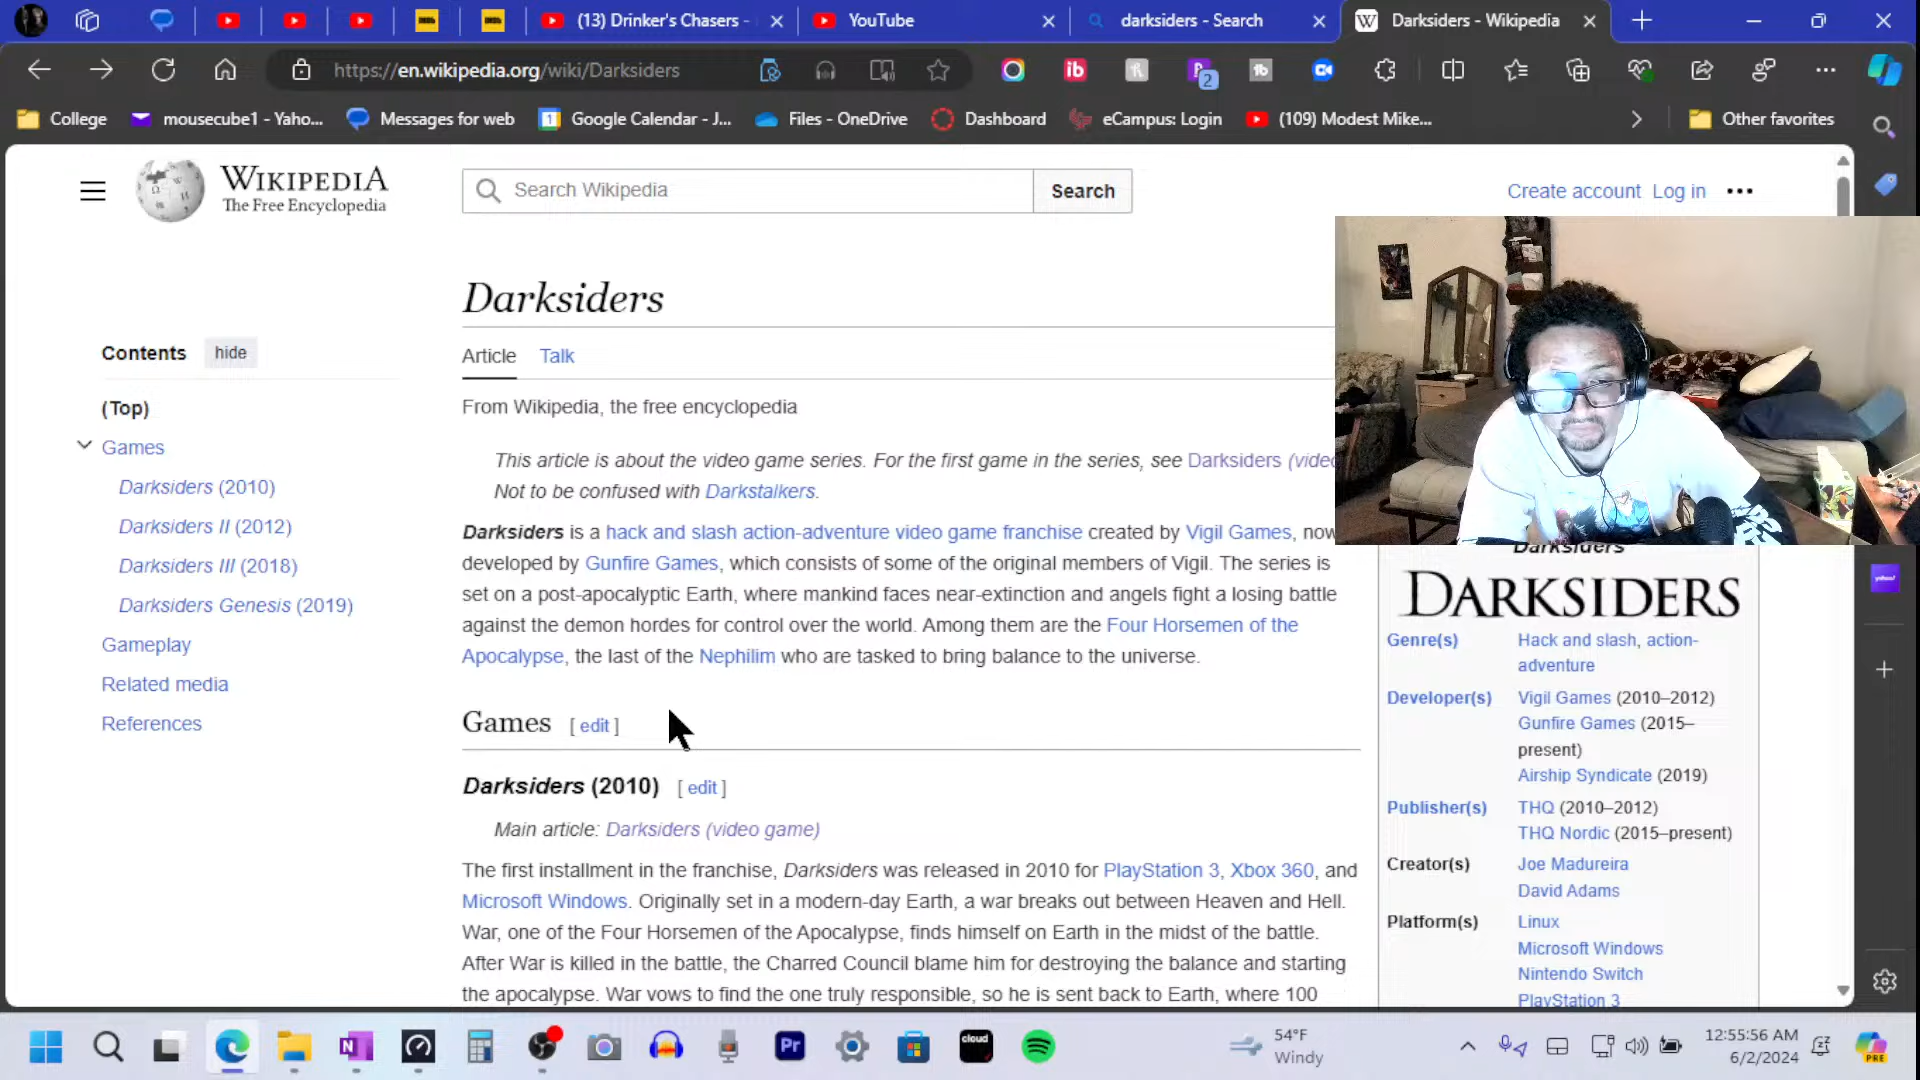 (13) Drinker's Chasers -
YouTube
darksiders - Search
Darksiders - Wikipedia
https://en.wikipedia.org/wiki/Darksiders
2
College
mousecube1 - Yaho...
Messages for web
Google Calendar - J...
Files - OneDrive
Dashboard
eCampus: Login
(109) Modest Mike...
Other favorites
WIKIPEDIA
The Free Encyclopedia
Search Wikipedia
Search
Create account
Log in
Darksiders
Contents
hide
Article
Talk
(Top)
From Wikipedia, the free encyclopedia
Games
Darksiders (2010)
Darksiders II (2012)
Darksiders III (2018)
Darksiders Genesis (2019)
Gameplay
Related media
References
This article is about the video game series. For the first game in the series, see Darksiders (video
Not to be confused with Darkstalkers.
Darksiders is a hack and slash action-adventure video game franchise created by Vigil Games, now
developed by Gunfire Games, which consists of some of the original members of Vigil. The series is
set on a post-apocalyptic Earth, where mankind faces near-extinction and angels fight a losing battle
against the demon hordes for control over the world. Among them are the Four Horsemen of the
Apocalypse, the last of the Nephilim who are tasked to bring balance to the universe.
Games [ edit ]
Darksiders (2010) [ edit ]
Main article: Darksiders (video game)
The first installment in the franchise, Darksiders was released in 2010 for PlayStation 3, Xbox 360, and
Microsoft Windows. Originally set in a modern-day Earth, a war breaks out between Heaven and Hell.
War, one of the Four Horsemen of the Apocalypse, finds himself on Earth in the midst of the battle.
After War is killed in the battle, the Charred Council blame him for destroying the balance and starting
the apocalypse. War vows to find the one truly responsible, so he is sent back to Earth, where 100
Darksiders
DARKSIDERS
Genre(s) Hack and slash, action-
adventure
Developer(s) Vigil Games (2010–2012)
Gunfire Games (2015–
present)
Airship Syndicate (2019)
Publisher(s) THQ (2010–2012)
THQ Nordic (2015–present)
Creator(s) Joe Madureira
David Adams
Platform(s) Linux
Microsoft Windows
Nintendo Switch
PlayStation 3
Pr
cloud
54°F
Windy
12:55:56 AM
6/2/2024
PRE